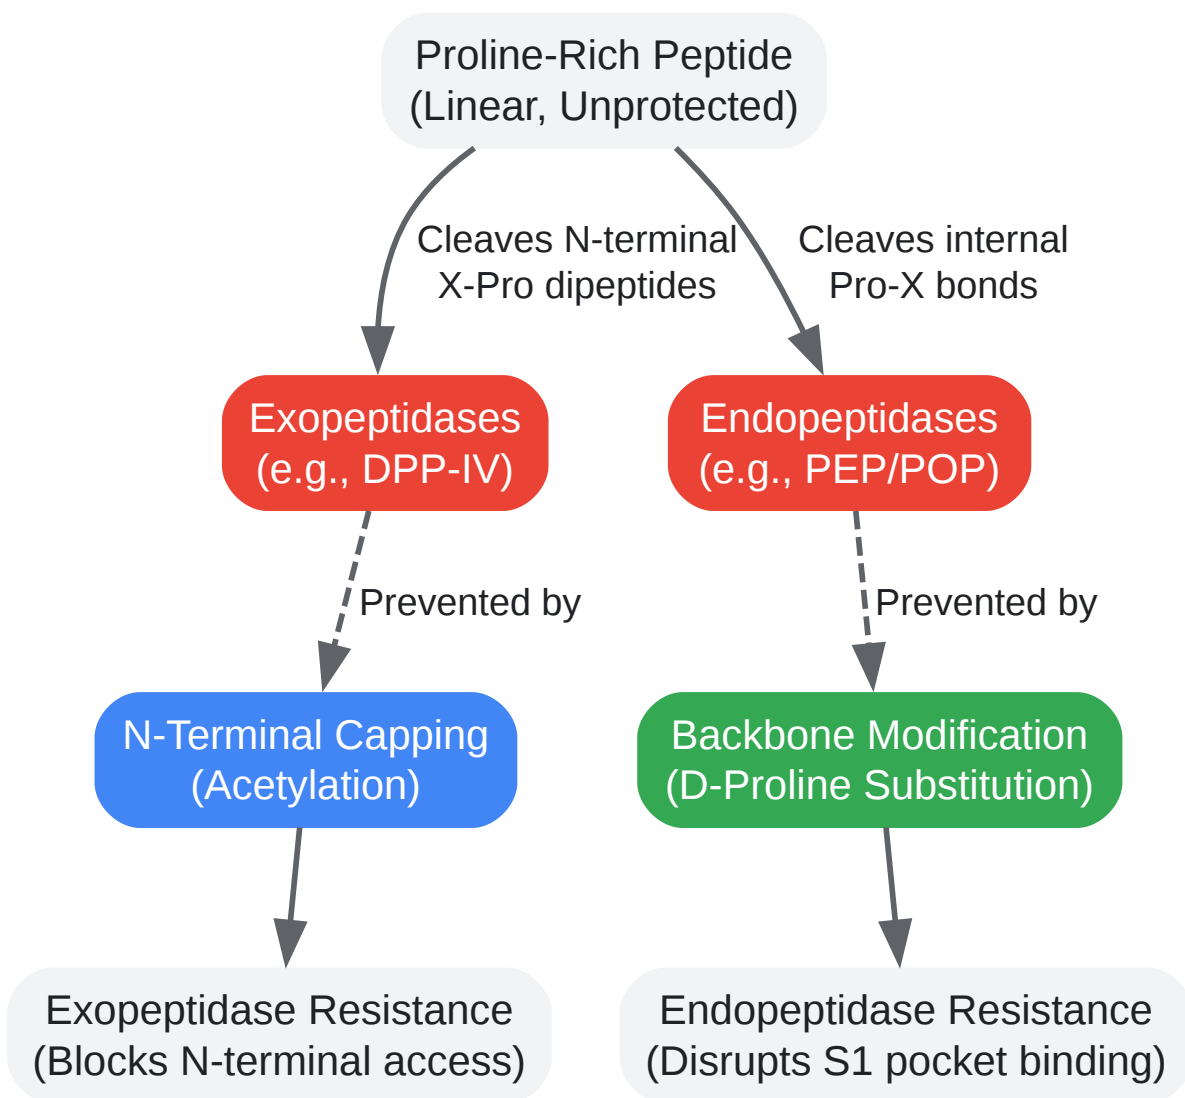 Proline-Rich Peptide
(Linear, Unprotected)
Cleaves N-terminal
X-Pro dipeptides
Cleaves internal
Pro-X bonds
Exopeptidases
(e.g., DPP-IV)
Endopeptidases
(e.g., PEP/POP)
Prevented by
Prevented by
N-Terminal Capping
(Acetylation)
Backbone Modification
(D-Proline Substitution)
Exopeptidase Resistance
(Blocks N-terminal access)
Endopeptidase Resistance
(Disrupts S1 pocket binding)